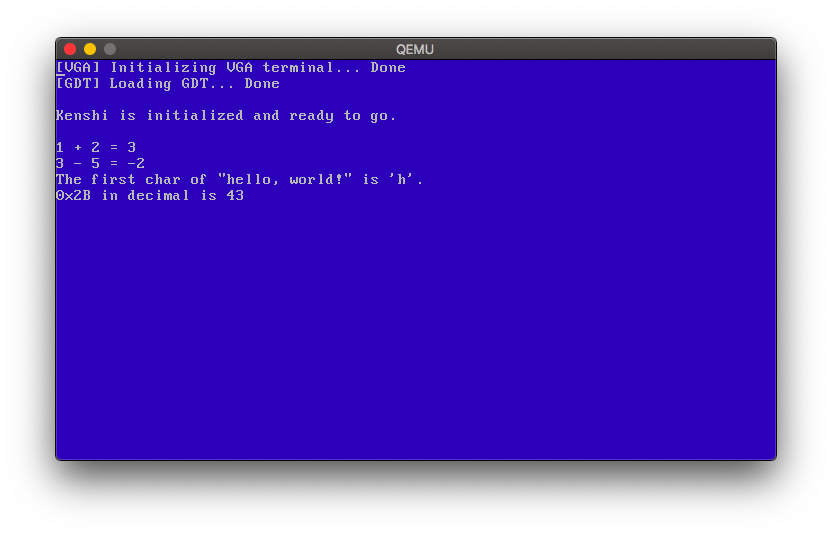 QEMU
[VGA] Initializing VGA terminal... Done
[GDT] Loading GDT... Done
Kenshi is initialized and ready to go.
1 + 2 = 3
3 - 5 = -2
The first char of "hello, world!" is 'h'.
0x2B in decimal is 43